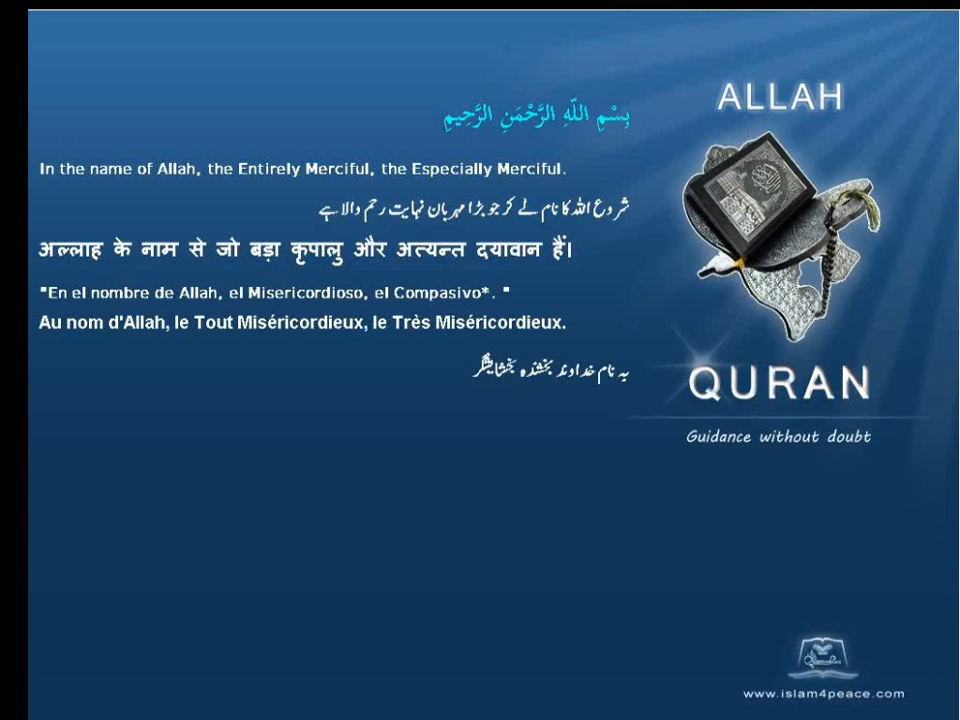 بِسْمِ اللّهِ الرَّحْمَنِ الرَّحِيمِ
In the name of Allah, the Entirely Merciful, the Especially Merciful.
شروع اللہ کا نام لے کر جو بڑا مہربان نہایت رحم والا ہے
अल्लाह के नाम से जो बड़ा कृपालु और अत्यन्त दयावान हैं।
"En el nombre de Allah, el Misericordioso, el Compasivo*. "
Au nom d'Allah, le Tout Miséricordieux, le Très Miséricordieux.
به نام خداوند بخشنده بخشایشگر
ALLAH
QURAN
Guidance without doubt
www.islam4peace.com